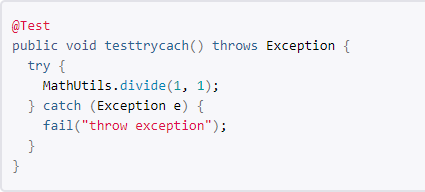 @Test
public void testtrycach() throws Exception {
  try {
    MathUtils.divide(1, 1);
  } catch (Exception e) {
    fail("throw exception");
  }
}